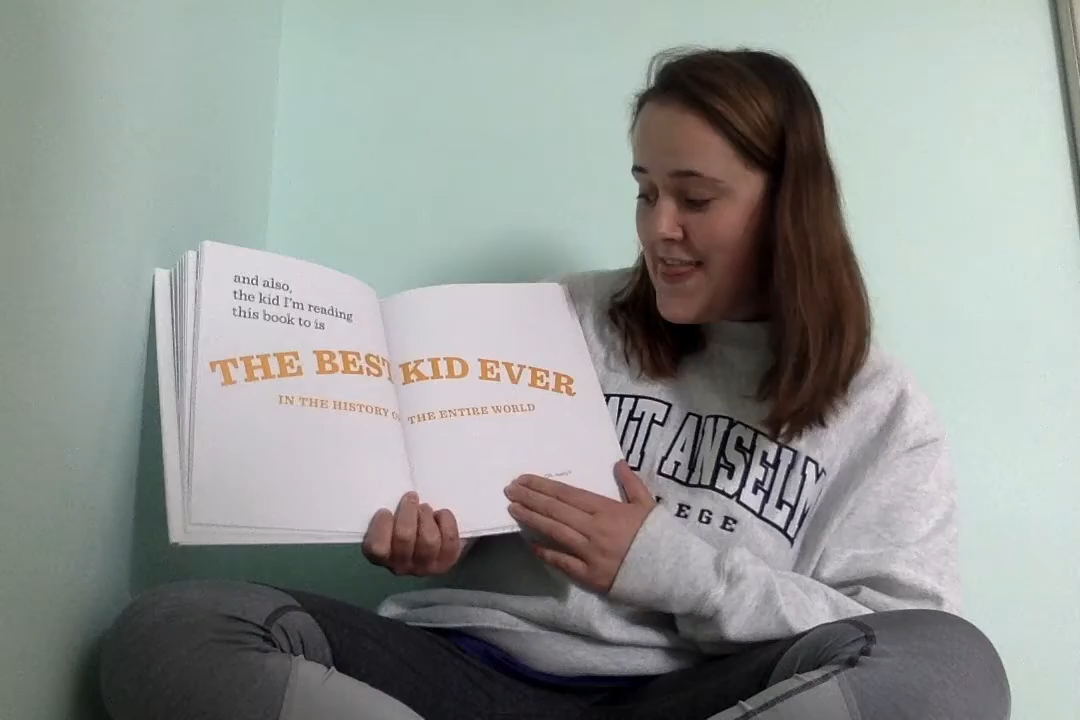 and also,
the kid I'm reading
this book to is
THE BEST KID EVER
IN THE HISTORY THE ENTIRE WORLD
ANSELM